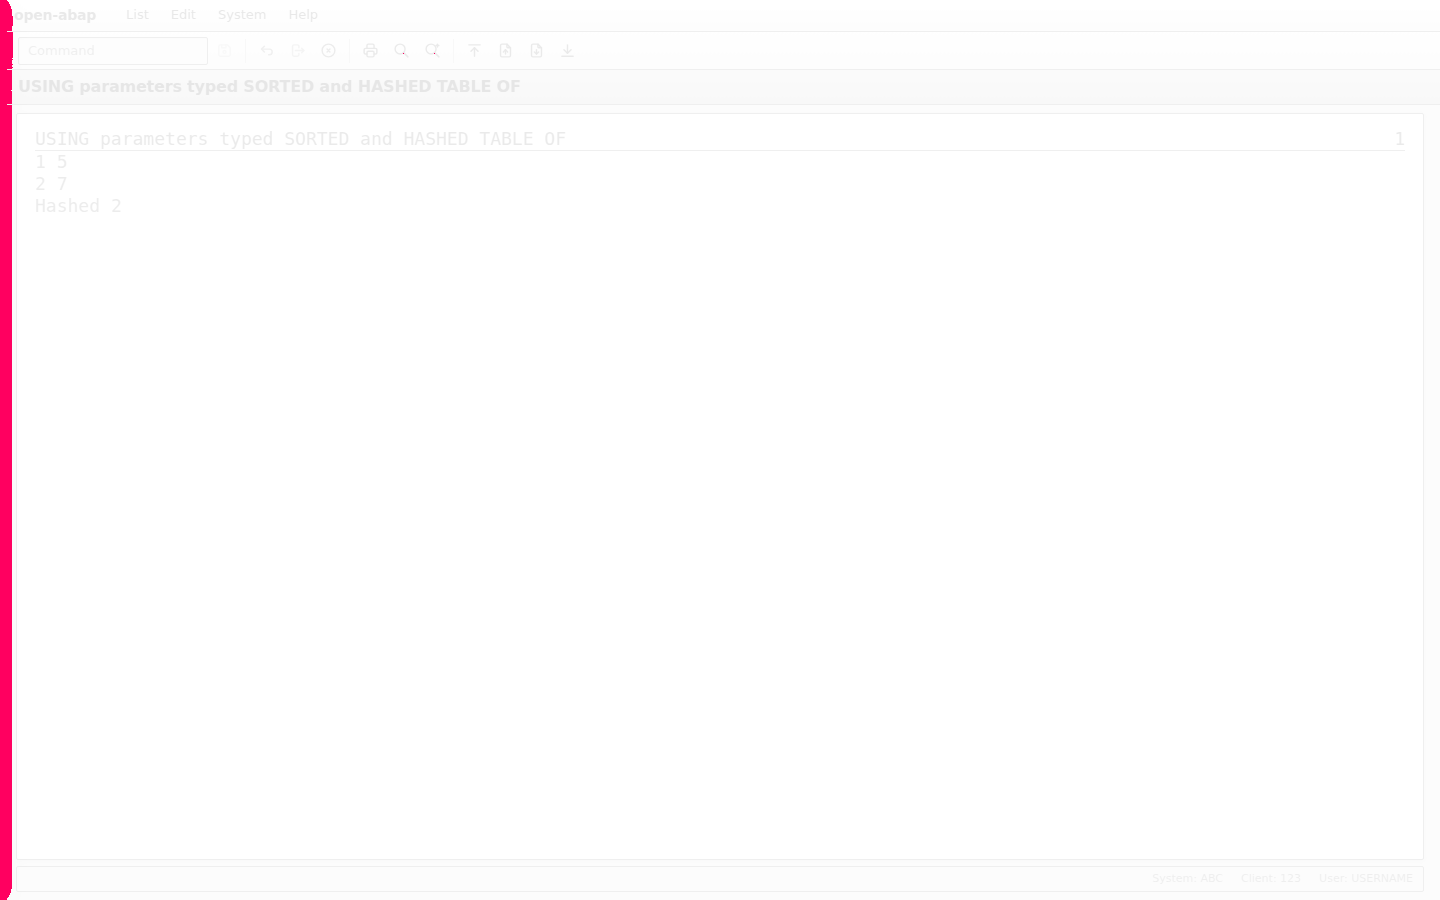 open-abap List Edit System Help
Command
USING parameters typed SORTED and HASHED TABLE OF
USING parameters typed SORTED and HASHED TABLE OF 1
1 5
2 7
Hashed 2
System: ABC Client: 123 User: USERNAME